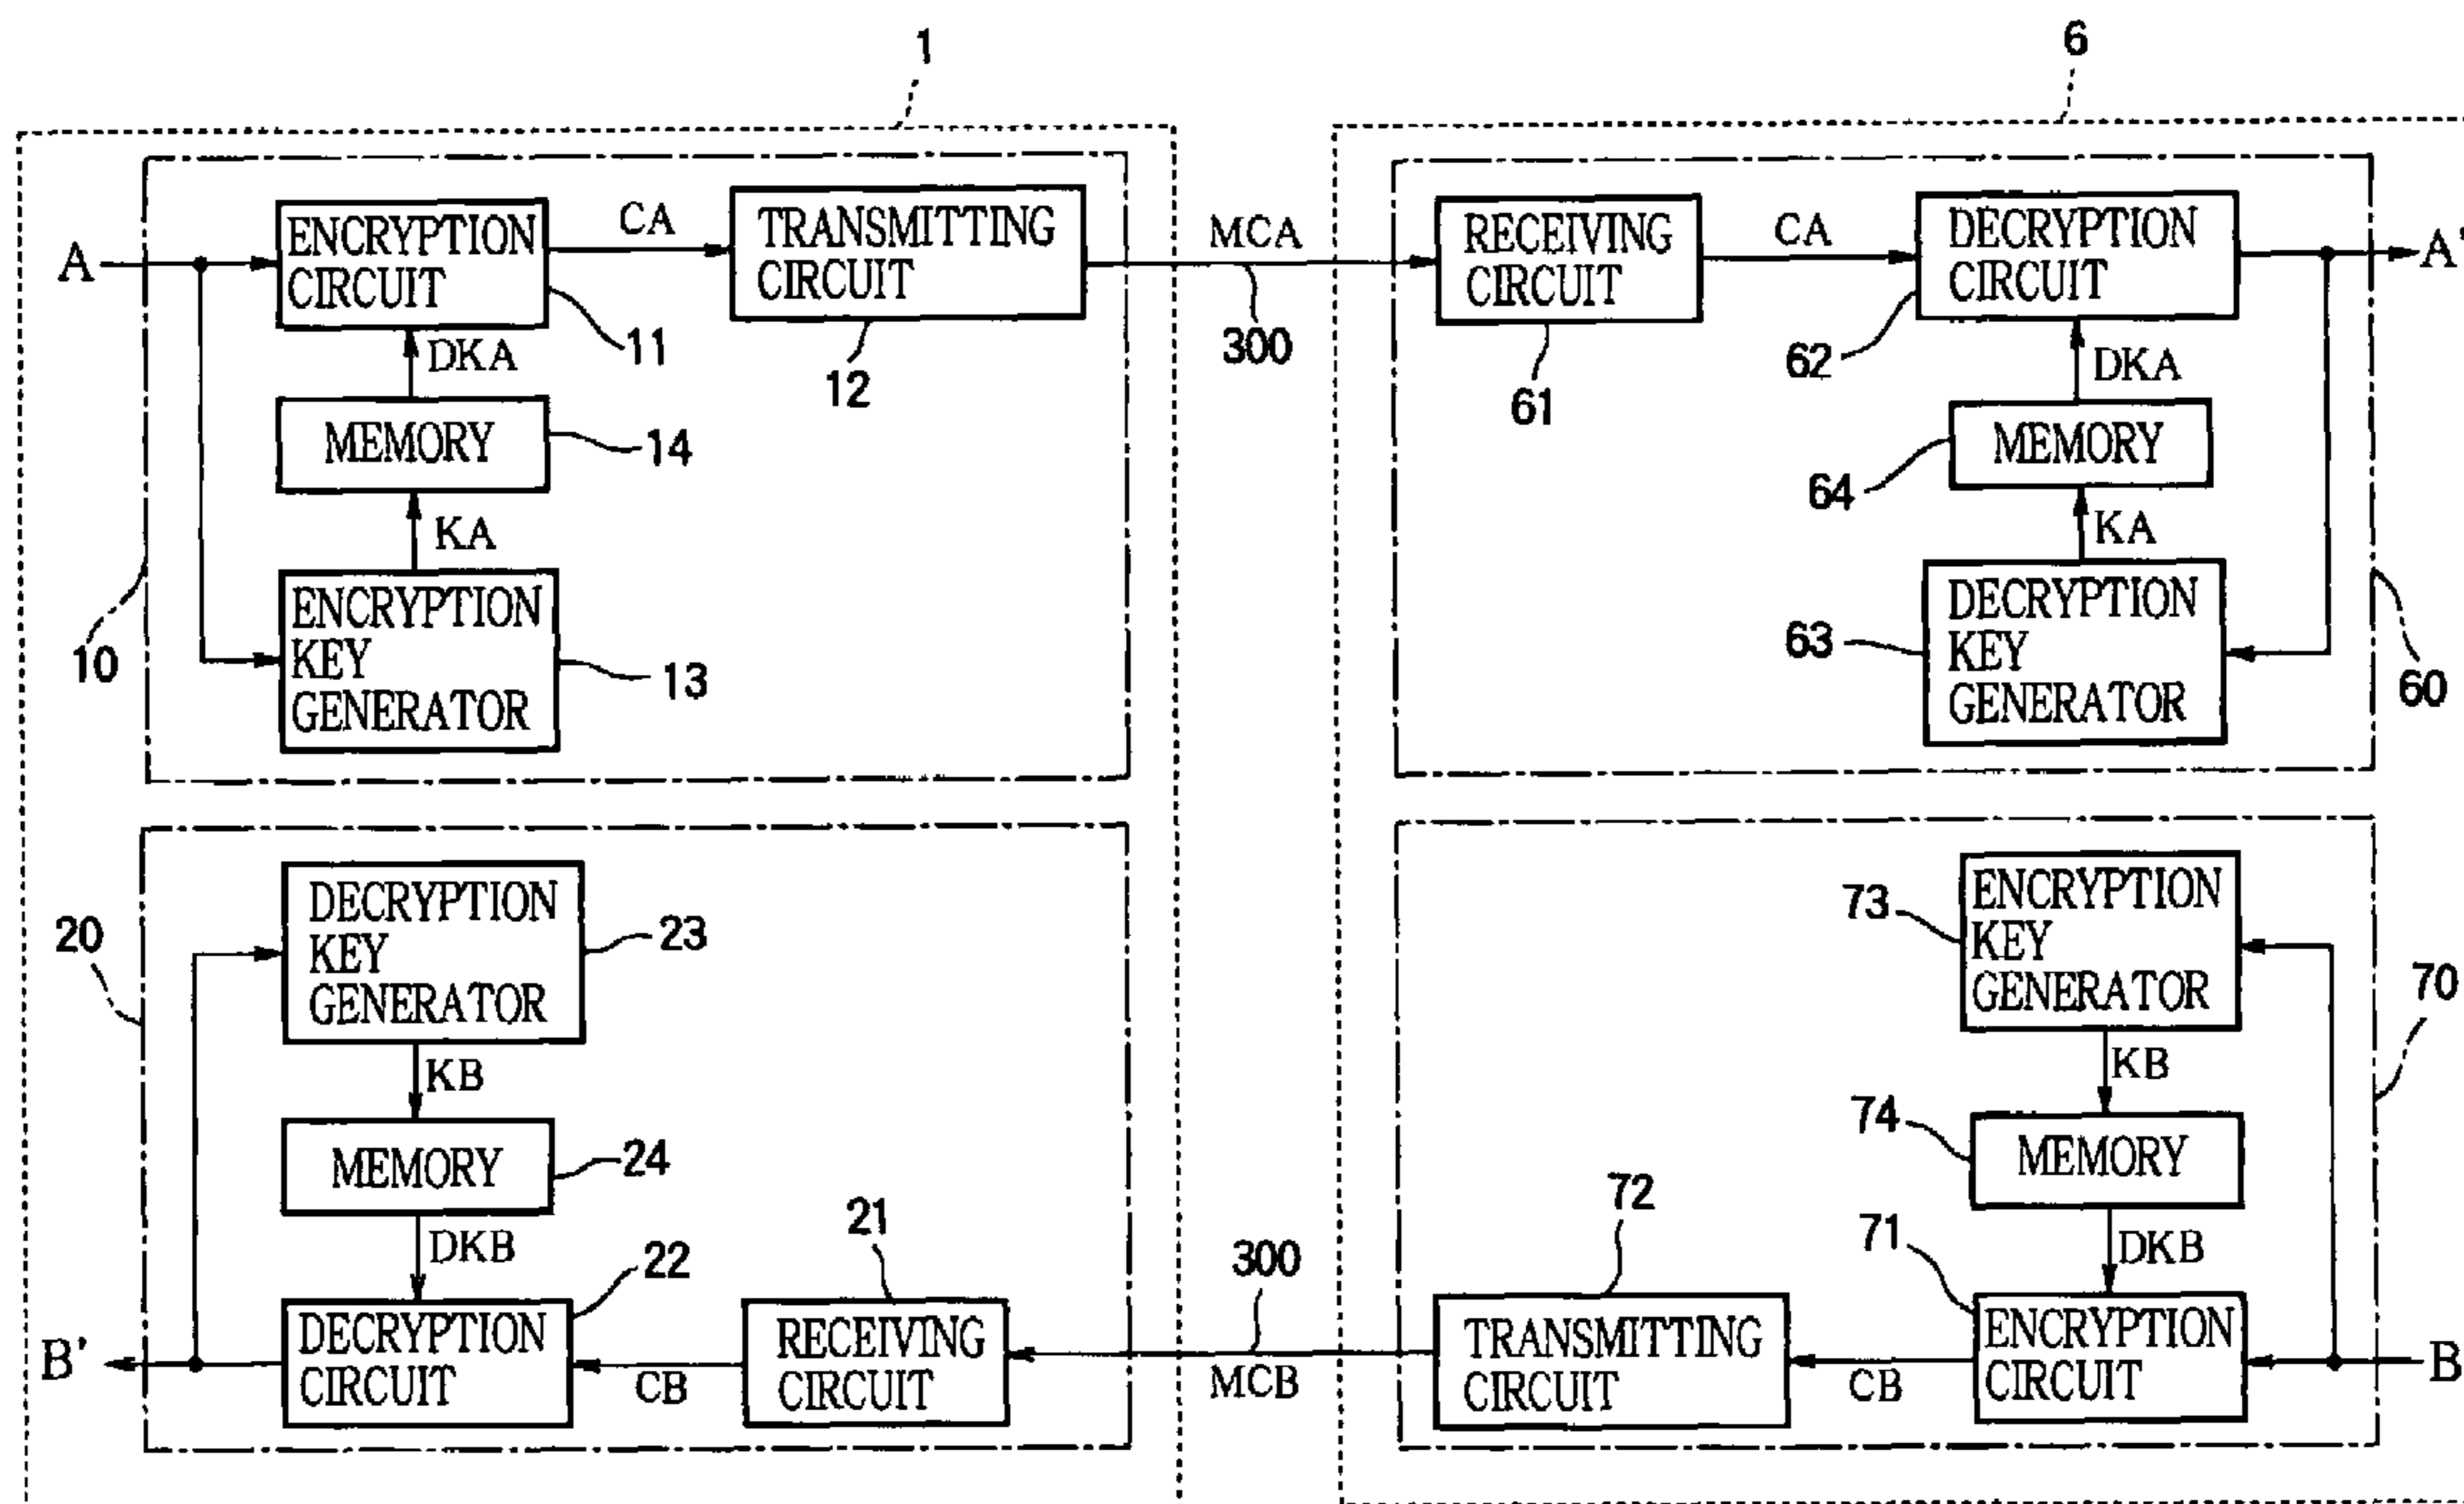 1
6
A
ENCRYPTION
CIRCUIT
11
CA
TRANSMITTING
CIRCUIT
12
DKA
MEMORY
14
KA
ENCRYPTION
KEY
GENERATOR
13
10
MCA
300
RECEIVING
CIRCUIT
61
CA
DECRYPTION
CIRCUIT
62
A'
DKA
MEMORY
64
KA
DECRYPTION
KEY
GENERATOR
63
60
20
DECRYPTION
KEY
GENERATOR
23
KB
MEMORY
24
DKB
22
DECRYPTION
CIRCUIT
B'
CB
21
RECEIVING
CIRCUIT
300
MCB
73
ENCRYPTION
KEY
GENERATOR
70
KB
74
MEMORY
DKB
72
TRANSMITTING
CIRCUIT
CB
71
ENCRYPTION
CIRCUIT
B